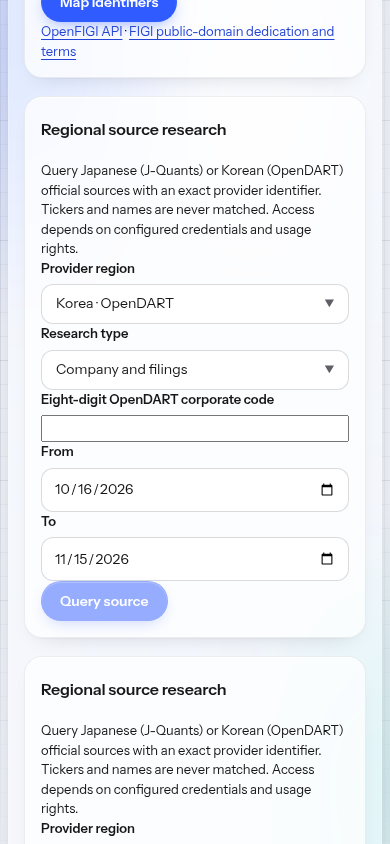 Map identifiers
OpenFIGI API · FIGI public-domain dedication and
terms
Regional source research
Query Japanese (J-Quants) or Korean (OpenDART)
official sources with an exact provider identifier.
Tickers and names are never matched. Access
depends on configured credentials and usage
rights.
Provider region
Korea · OpenDART
Research type
Company and filings
Eight-digit OpenDART corporate code
From
10/16/2026
To
11/15/2026
Query source
Regional source research
Query Japanese (J-Quants) or Korean (OpenDART)
official sources with an exact provider identifier.
Tickers and names are never matched. Access
depends on configured credentials and usage
rights.
Provider region